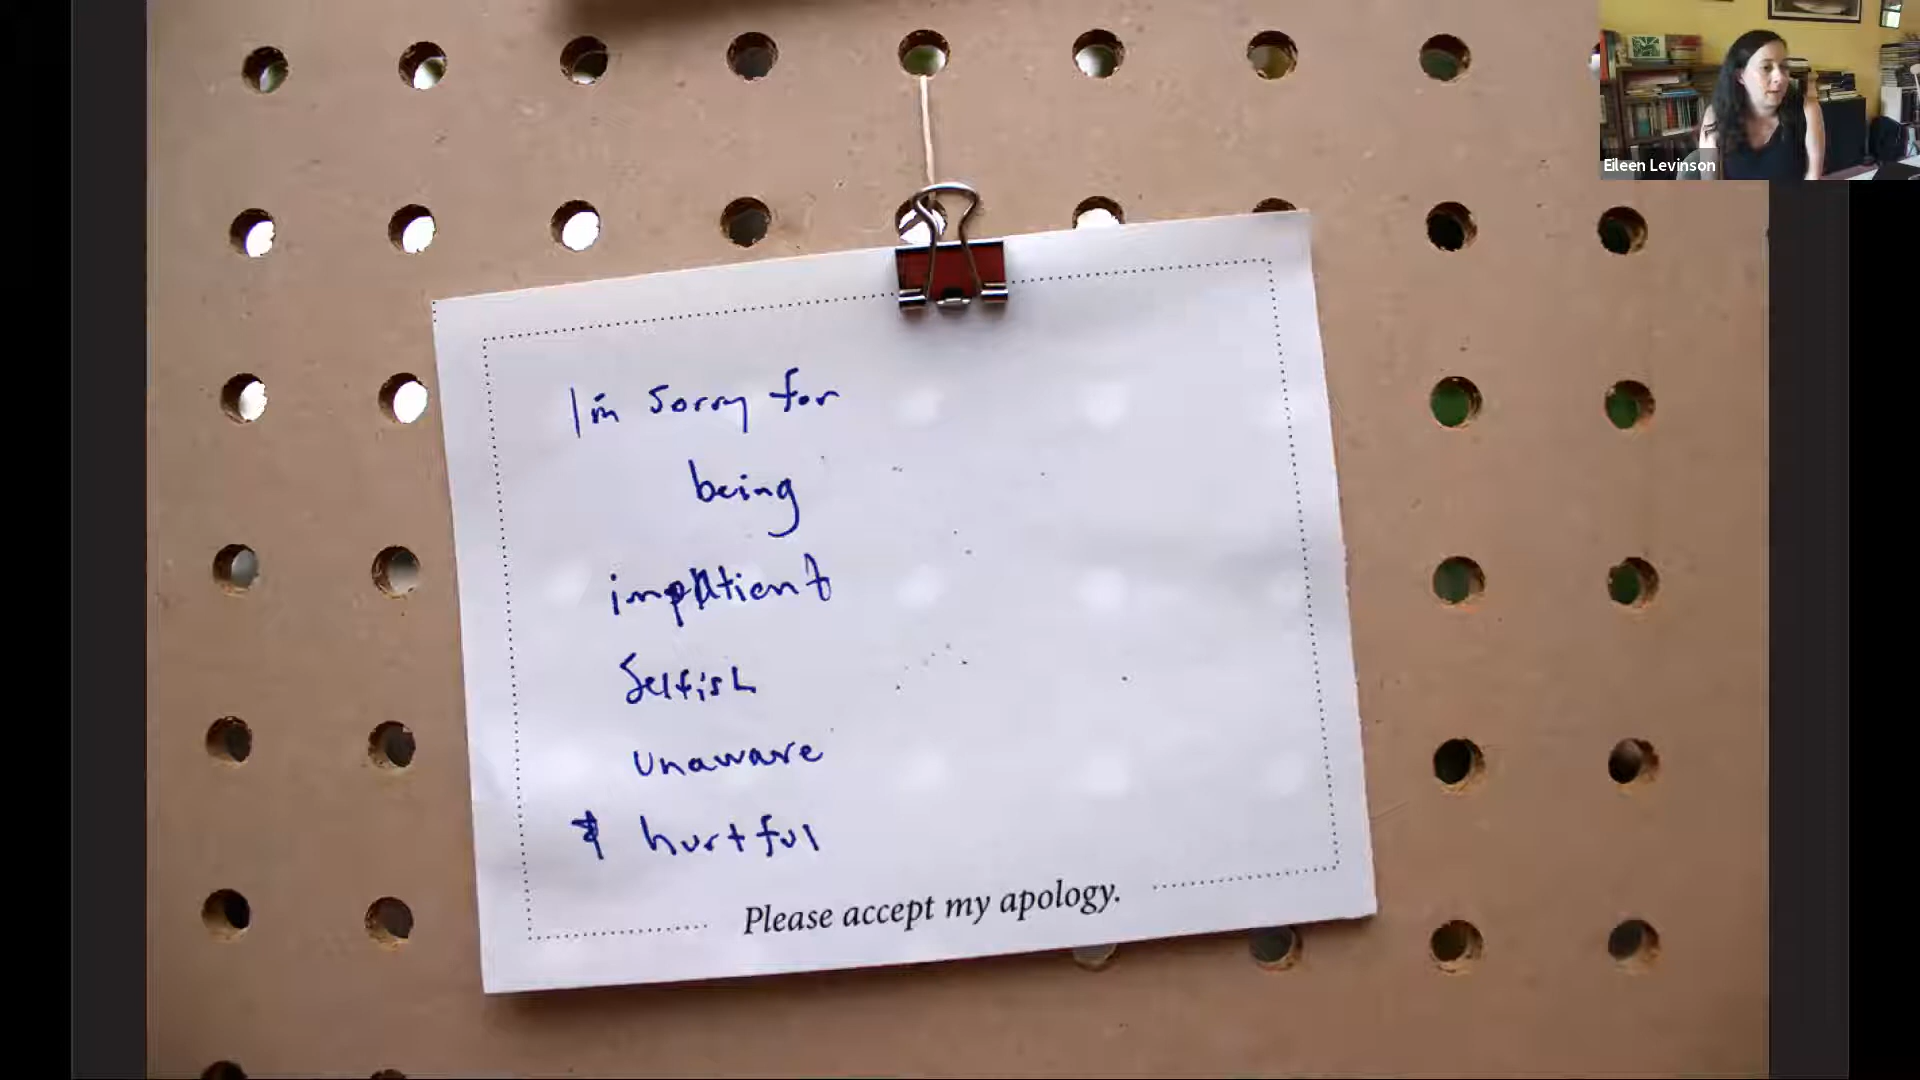 Eileen Levinson
I'm sorry for
being
impatient
Selfish
unaware
& hurtful
Please accept my apology.